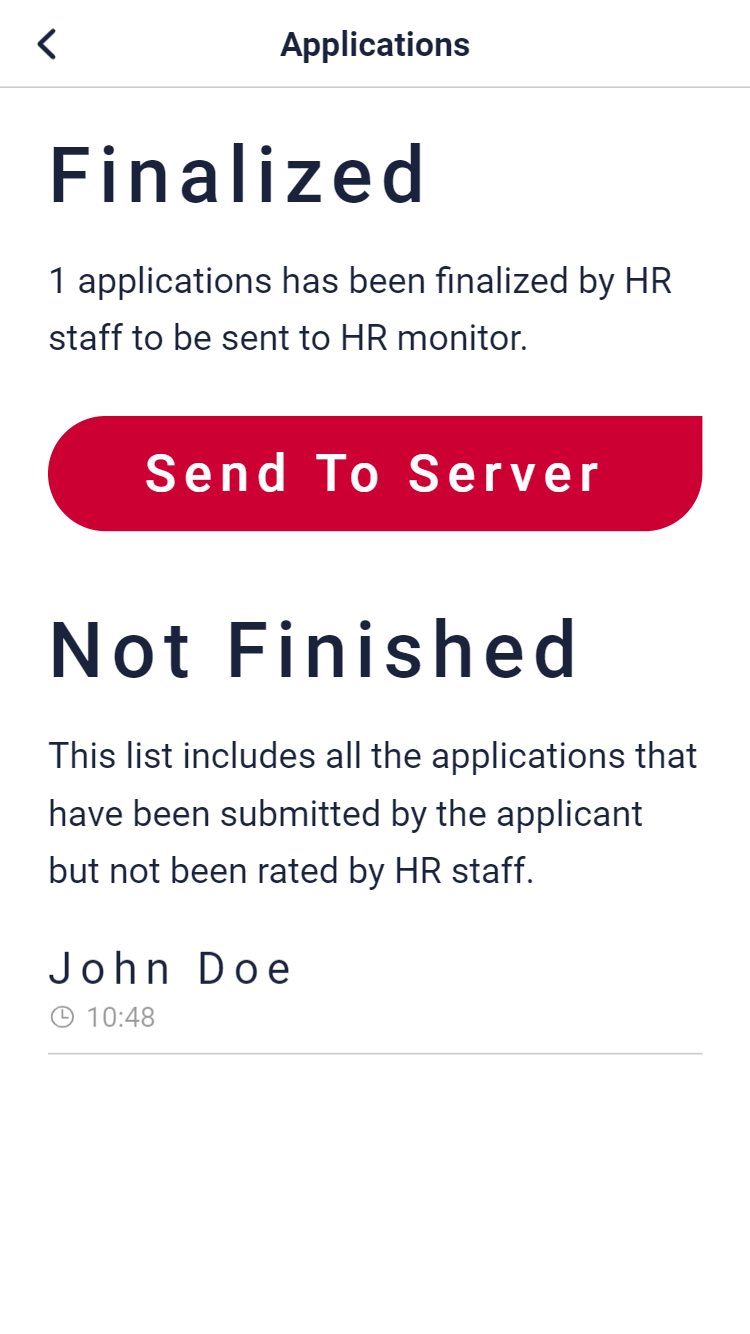 Applications
Finalized
1 applications has been finalized by HR
staff to be sent to HR monitor.
Send To Server
Not Finished
This list includes all the applications that
have been submitted by the applicant
but not been rated by HR staff.
John Doe
10:48